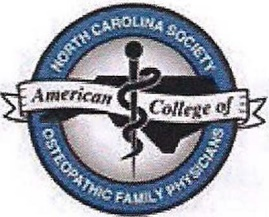 NORTH CAROLINA SOCIETY
American College of
OSTEOPATHIC FAMILY PHYSICIANS